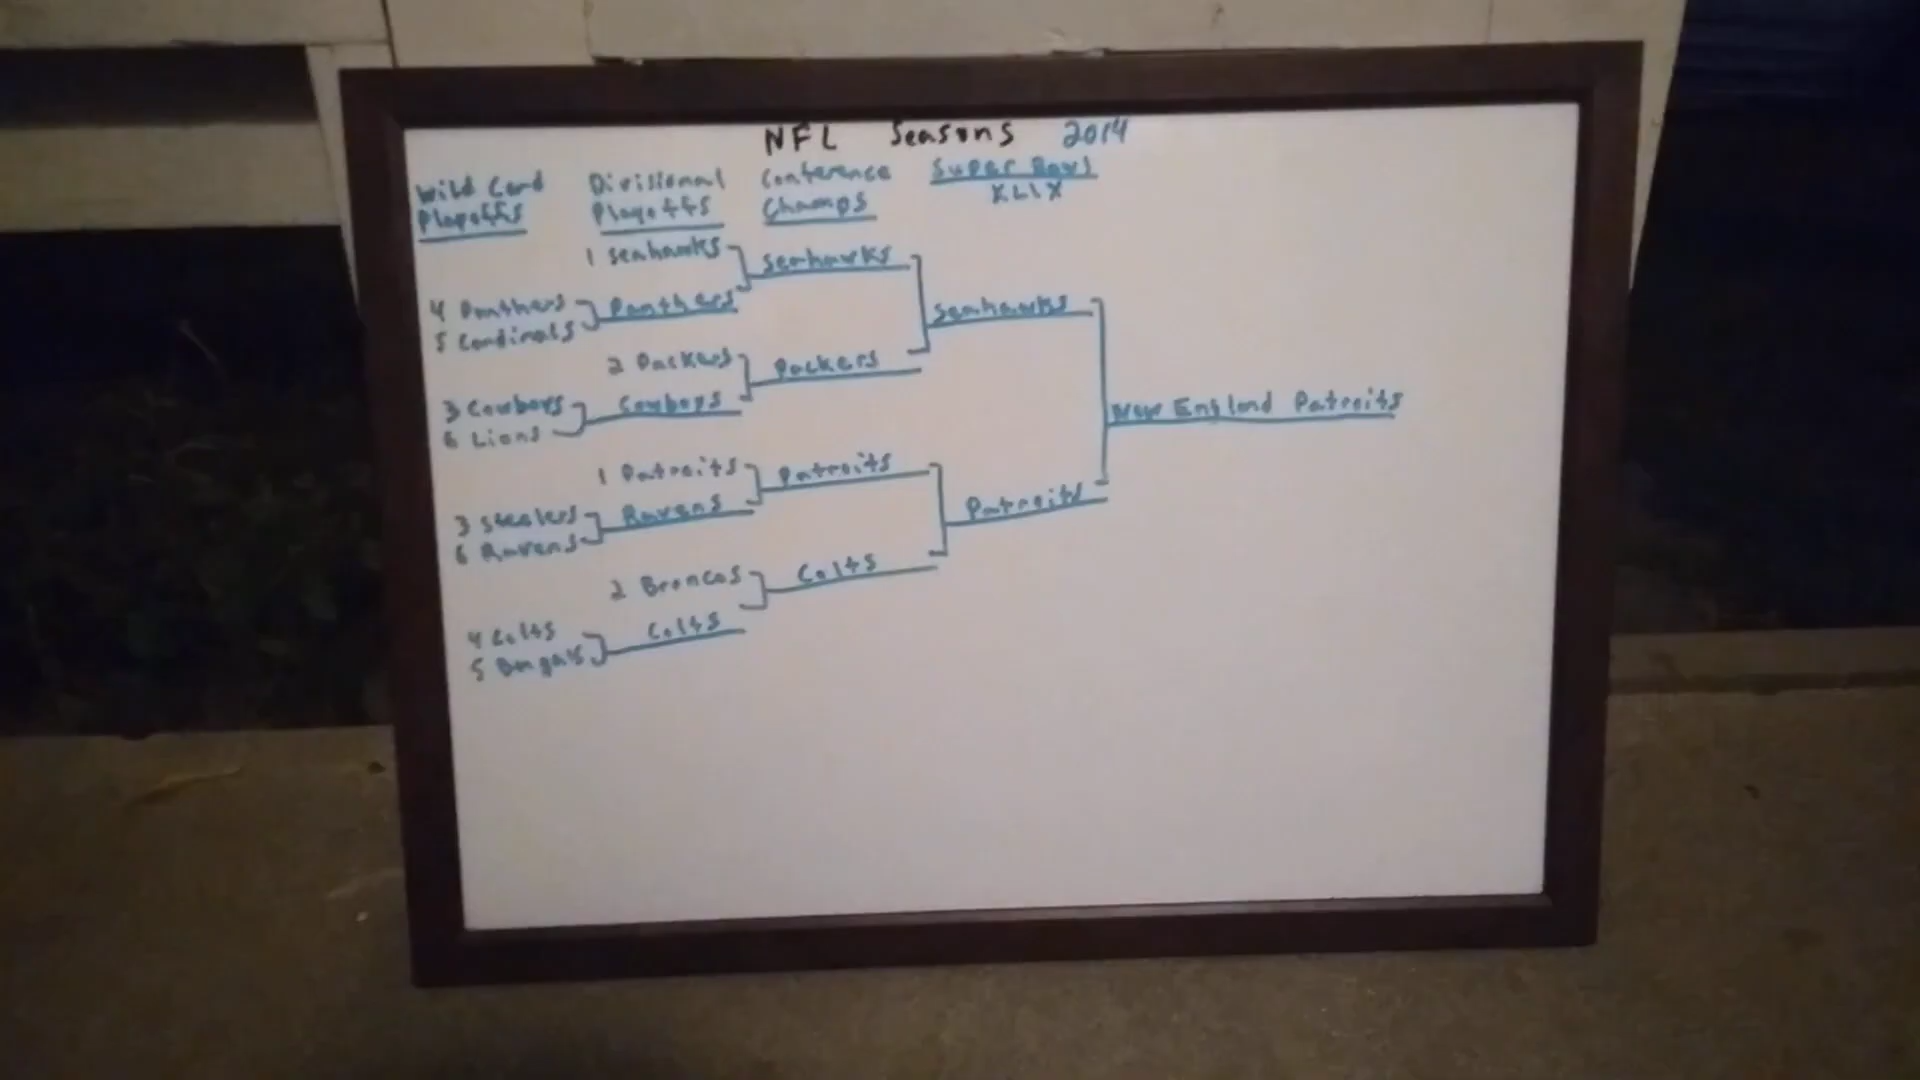 NFL Seasons 2014
Wild Card
Playoffs
Divisional
Playoffs
Conference
Champs
Super Bowl
XLIX
1 Seahawks
Seahawks
4 Panthers
Panthers
5 Cardinals
Seahawks
2 Packers
Packers
3 Cowboys
Cowboys
6 Lions
New England Patroits
1 Patroits
Patroits
3 Stealers
Ravens
6 Ravens
Patroits
2 Broncos
Colts
4 Colts
Colts
5 Bengals